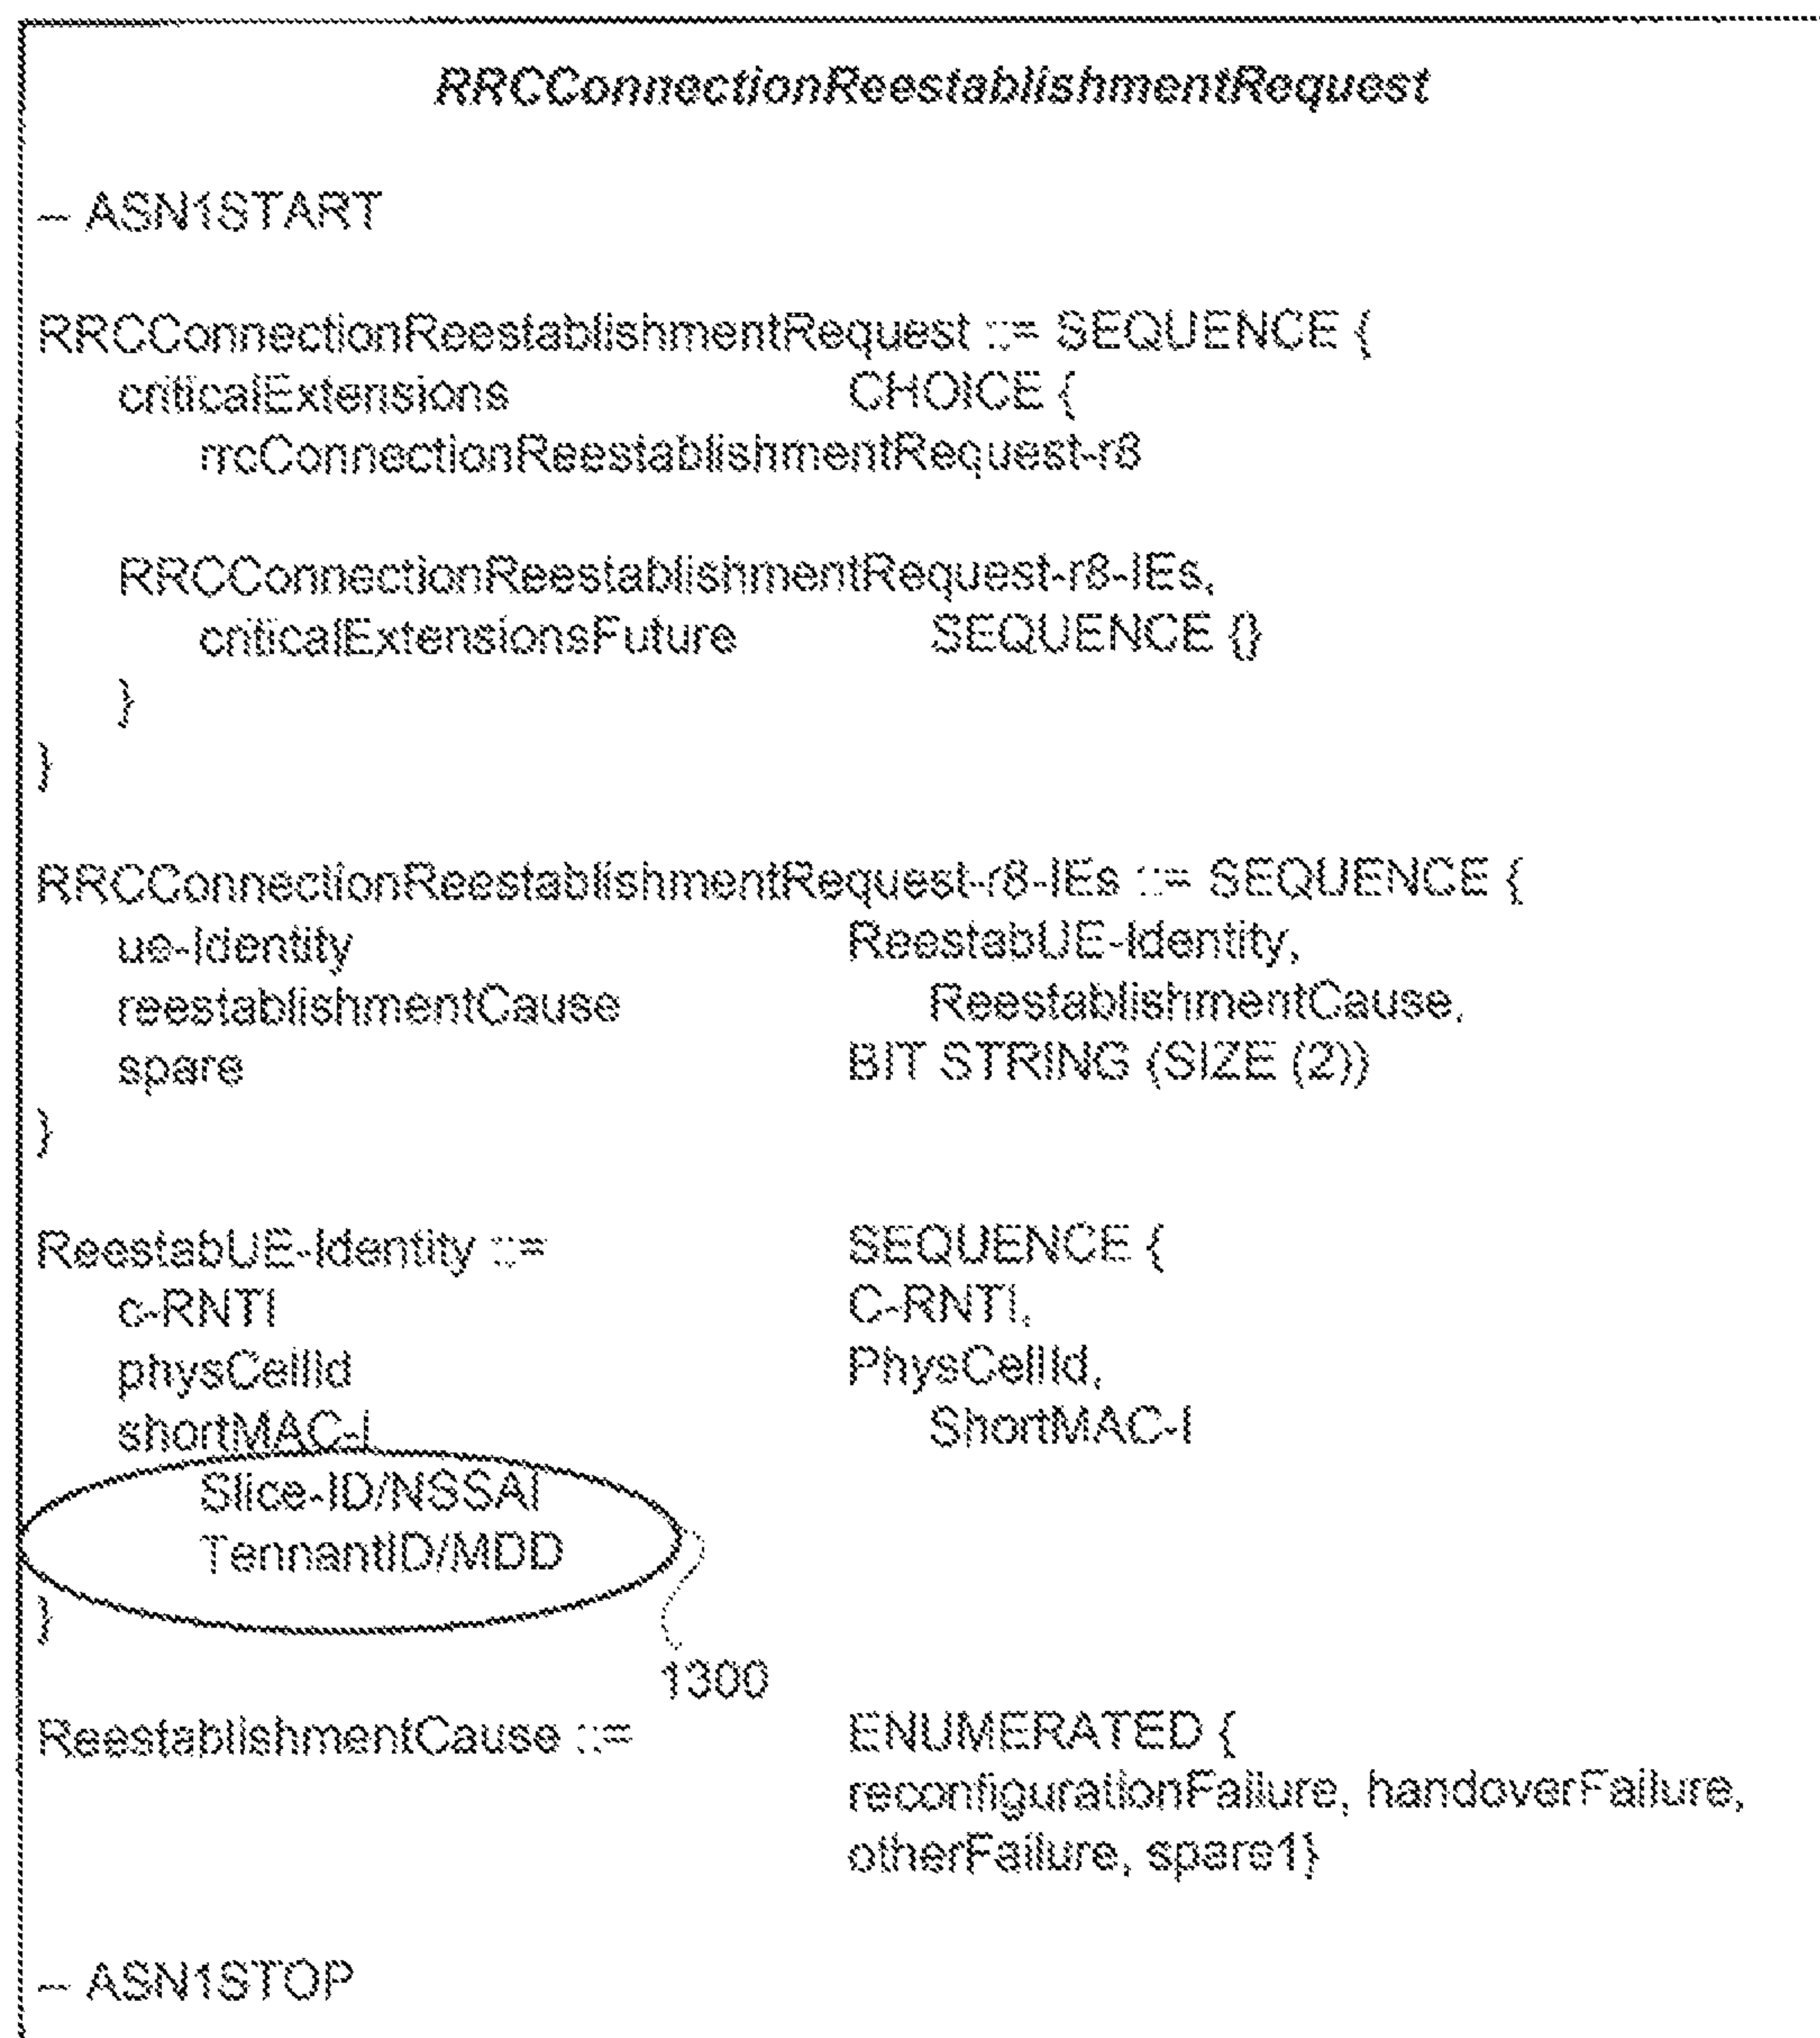 RRCConnectionReestablishmentRequest
-- ASN1START
RRCConnectionReestablishmentRequest ::= SEQUENCE {
criticalExtensions CHOICE {
rrcConnectionReestablishmentRequest-r8
RRCConnectionReestablishmentRequest-r8-IEs,
criticalExtensionsFuture SEQUENCE {}
}
}
RRCConnectionReestablishmentRequest-r8-IEs ::= SEQUENCE {
ue-Identity ReestabUE-Identity,
reestablishmentCause ReestablishmentCause,
spare BIT STRING (SIZE (2))
}
ReestabUE-Identity ::= SEQUENCE {
c-RNTI C-RNTI,
physCellId PhysCellId,
shortMAC-I ShortMAC-I
Slice-ID/NSSAI
TennantID/MDD
}
1300
ReestablishmentCause ::= ENUMERATED {
reconfigurationFailure, handoverFailure,
otherFailure, spare1}
-- ASN1STOP